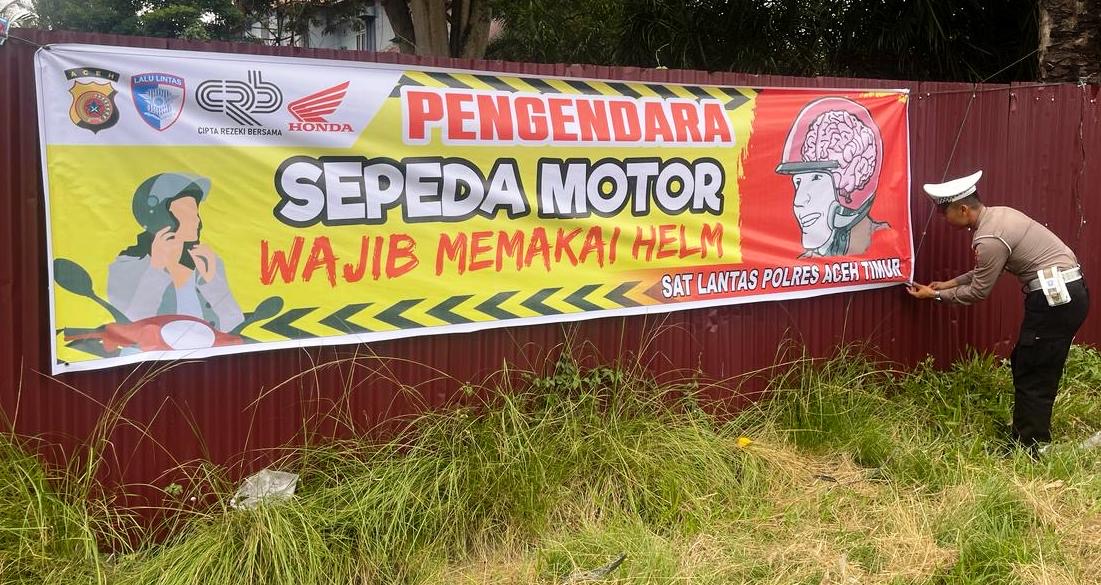 ACEH
LALU LINTAS
CRB
CIPTA REZEKI BERSAMA
HONDA
PENGENDARA
SEPEDA MOTOR
WAJIB MEMAKAI HELM
SAT LANTAS POLRES ACEH TIMUR